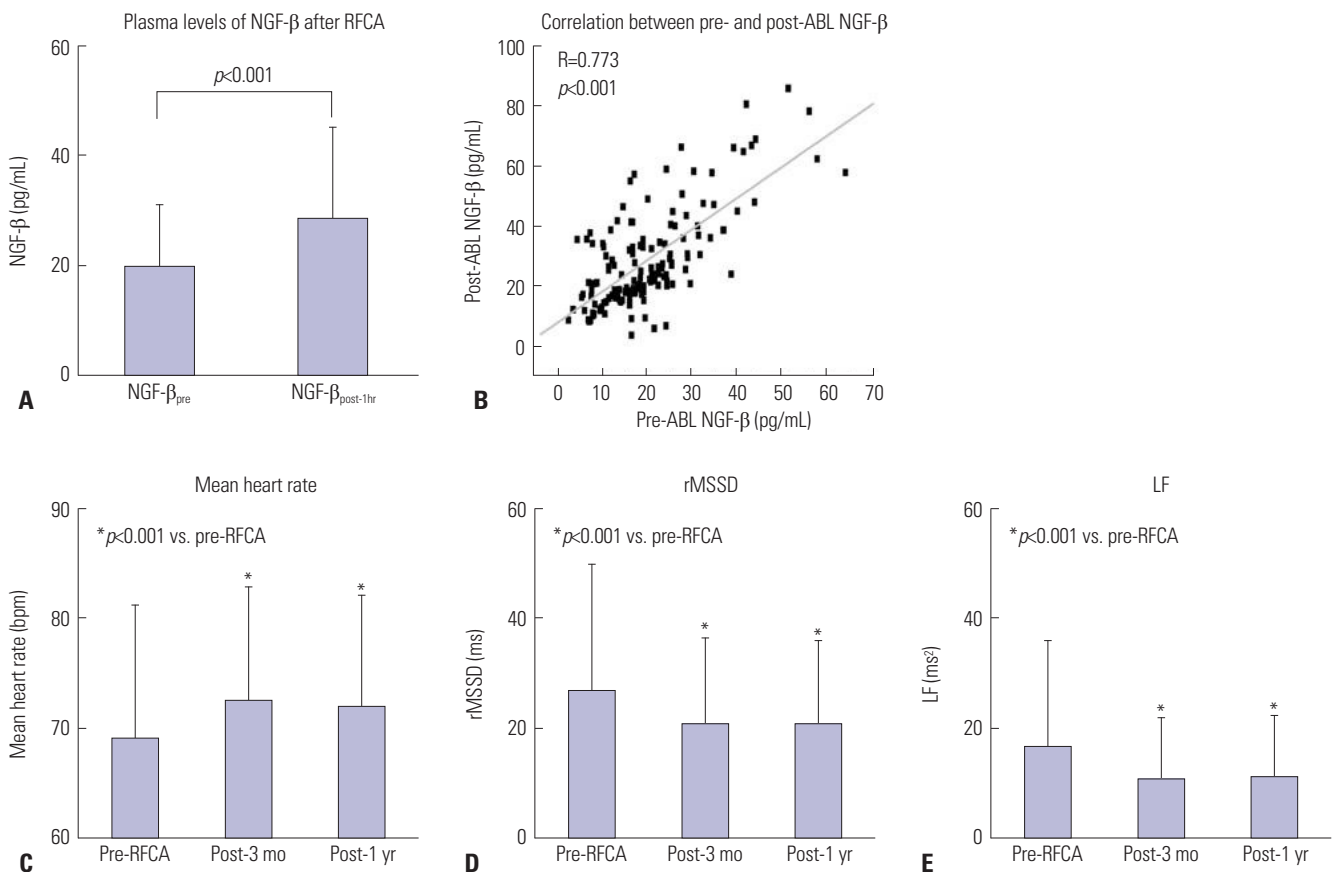 Plasma levels of NGF-β after RFCA
60
40
20
0
NGF-β (pg/mL)
p<0.001
NGF-βpre
NGF-βpost-1hr
A
Correlation between pre- and post-ABL NGF-β
R=0.773
p<0.001
100
80
60
40
20
0
Post-ABL NGF-β (pg/mL)
0 10 20 30 40 50 60 70
Pre-ABL NGF-β (pg/mL)
B
Mean heart rate
*p<0.001 vs. pre-RFCA
90
80
70
60
Mean heart rate (bpm)
* *
Pre-RFCA Post-3 mo Post-1 yr
C
rMSSD
*p<0.001 vs. pre-RFCA
60
40
20
0
rMSSD (ms)
* *
Pre-RFCA Post-3 mo Post-1 yr
D
LF
*p<0.001 vs. pre-RFCA
60
40
20
0
LF (ms²)
* *
Pre-RFCA Post-3 mo Post-1 yr
E